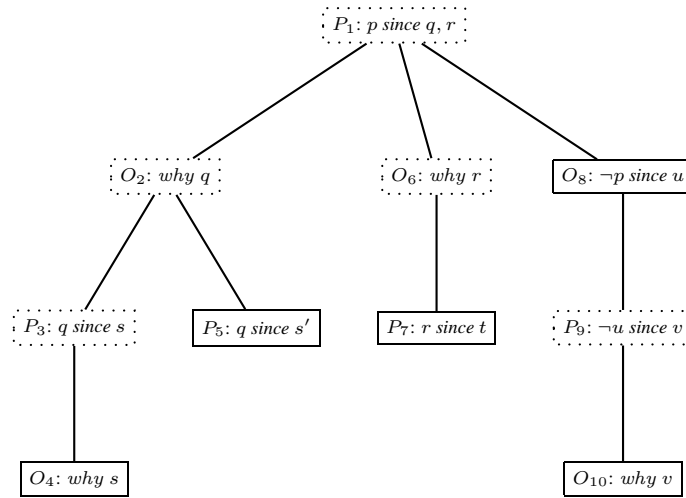 P₁: p since q, r
O₂: why q
O₆: why r
O₈: ¬p since u
P₃: q since s
P₅: q since s′
P₇: r since t
P₉: ¬u since v
O₄: why s
O₁₀: why v